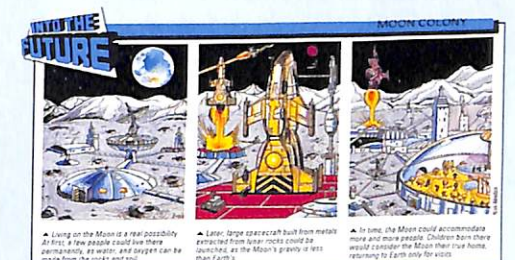 INTO THE
FUTURE
MOON COLONY
▲ Living on the Moon is a real possibility
At first, a few people could live there
permanently, as water, and oxygen can be
made from the rocks and soil
▲ Later, large spacecraft built from metals
extracted from lunar rocks could be
launched, as the Moon's gravity is less
than Earth's
▲ In time, the Moon could accommodate
more and more people. Children born there
would consider the Moon their true home,
returning to Earth only for visits